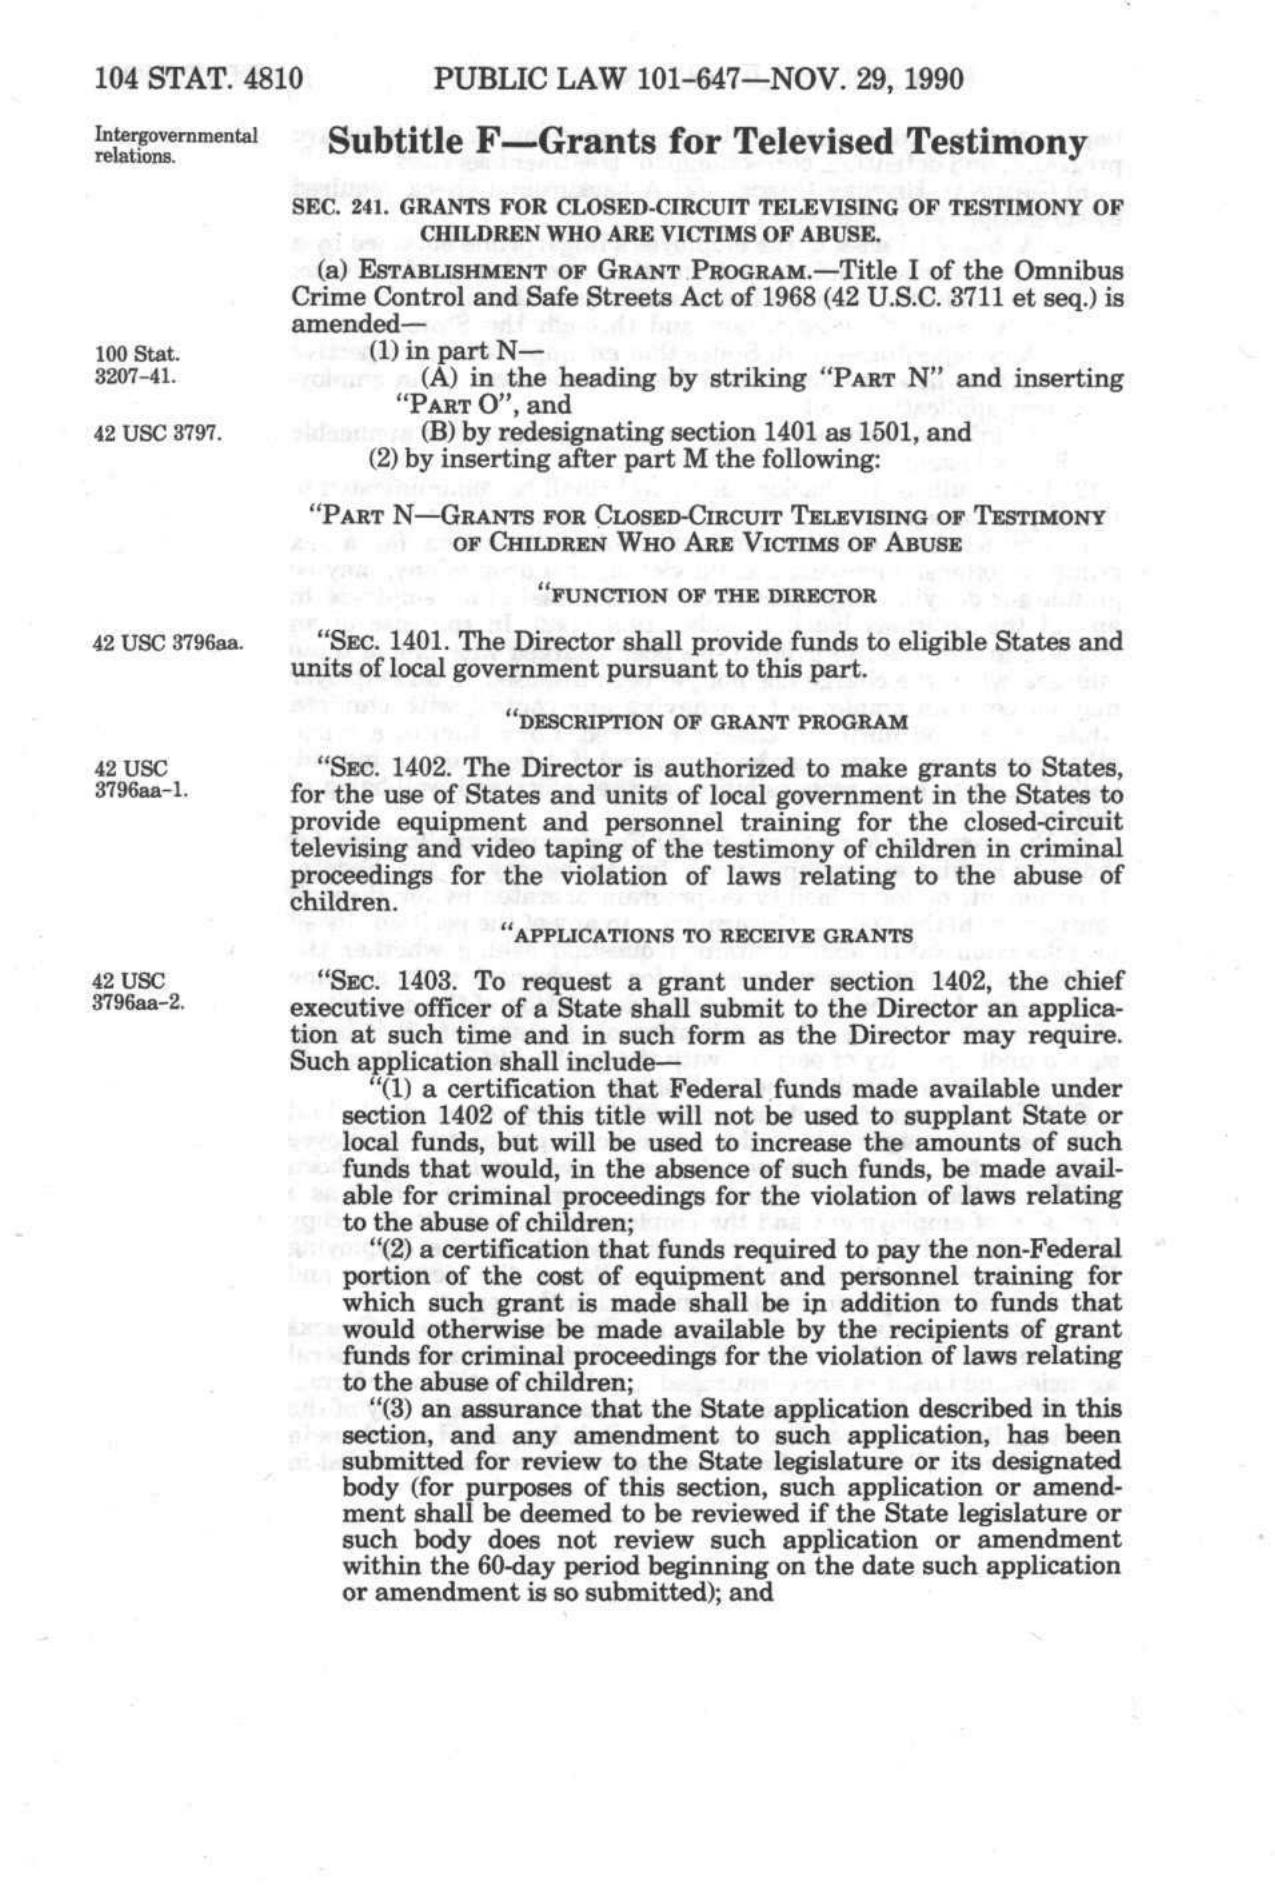 104 STAT. 4810 PUBLIC LAW 101–647—NOV. 29, 1990
Intergovernmental
relations.
Subtitle F—Grants for Televised Testimony
SEC. 241. GRANTS FOR CLOSED-CIRCUIT TELEVISING OF TESTIMONY OF
CHILDREN WHO ARE VICTIMS OF ABUSE.
(a) ESTABLISHMENT OF GRANT PROGRAM.—Title I of the Omnibus
Crime Control and Safe Streets Act of 1968 (42 U.S.C. 3711 et seq.) is
amended—
100 Stat.
3207–41.
(1) in part N—
(A) in the heading by striking “PART N” and inserting
“PART O”, and
42 USC 3797.
(B) by redesignating section 1401 as 1501, and
(2) by inserting after part M the following:
“PART N—GRANTS FOR CLOSED-CIRCUIT TELEVISING OF TESTIMONY
OF CHILDREN WHO ARE VICTIMS OF ABUSE
“FUNCTION OF THE DIRECTOR
42 USC 3796aa.
“SEC. 1401. The Director shall provide funds to eligible States and
units of local government pursuant to this part.
“DESCRIPTION OF GRANT PROGRAM
42 USC
3796aa–1.
“SEC. 1402. The Director is authorized to make grants to States,
for the use of States and units of local government in the States to
provide equipment and personnel training for the closed-circuit
televising and video taping of the testimony of children in criminal
proceedings for the violation of laws relating to the abuse of
children.
“APPLICATIONS TO RECEIVE GRANTS
42 USC
3796aa–2.
“SEC. 1403. To request a grant under section 1402, the chief
executive officer of a State shall submit to the Director an applica-
tion at such time and in such form as the Director may require.
Such application shall include—
“(1) a certification that Federal funds made available under
section 1402 of this title will not be used to supplant State or
local funds, but will be used to increase the amounts of such
funds that would, in the absence of such funds, be made avail-
able for criminal proceedings for the violation of laws relating
to the abuse of children;
“(2) a certification that funds required to pay the non-Federal
portion of the cost of equipment and personnel training for
which such grant is made shall be in addition to funds that
would otherwise be made available by the recipients of grant
funds for criminal proceedings for the violation of laws relating
to the abuse of children;
“(3) an assurance that the State application described in this
section, and any amendment to such application, has been
submitted for review to the State legislature or its designated
body (for purposes of this section, such application or amend-
ment shall be deemed to be reviewed if the State legislature or
such body does not review such application or amendment
within the 60-day period beginning on the date such application
or amendment is so submitted); and